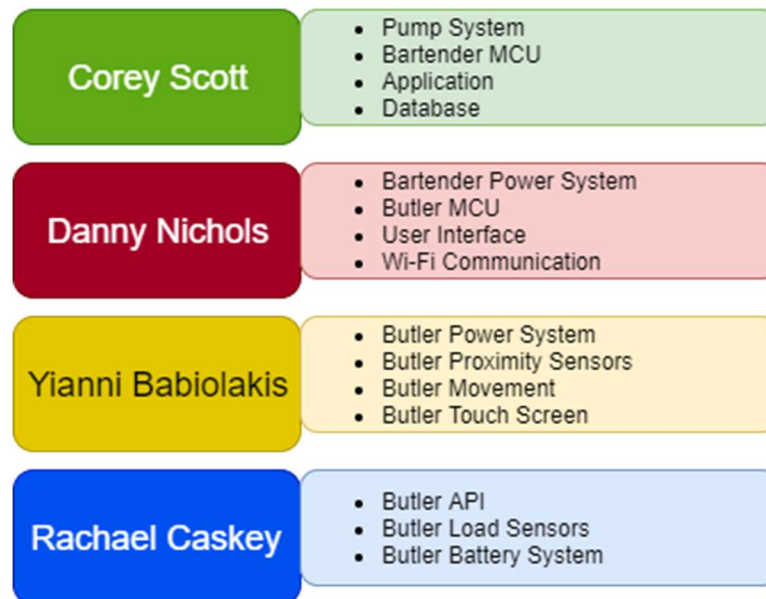 Corey Scott
• Pump System
• Bartender MCU
• Application
• Database
Danny Nichols
• Bartender Power System
• Butler MCU
• User Interface
• Wi-Fi Communication
Yianni Babiolakis
• Butler Power System
• Butler Proximity Sensors
• Butler Movement
• Butler Touch Screen
Rachael Caskey
• Butler API
• Butler Load Sensors
• Butler Battery System